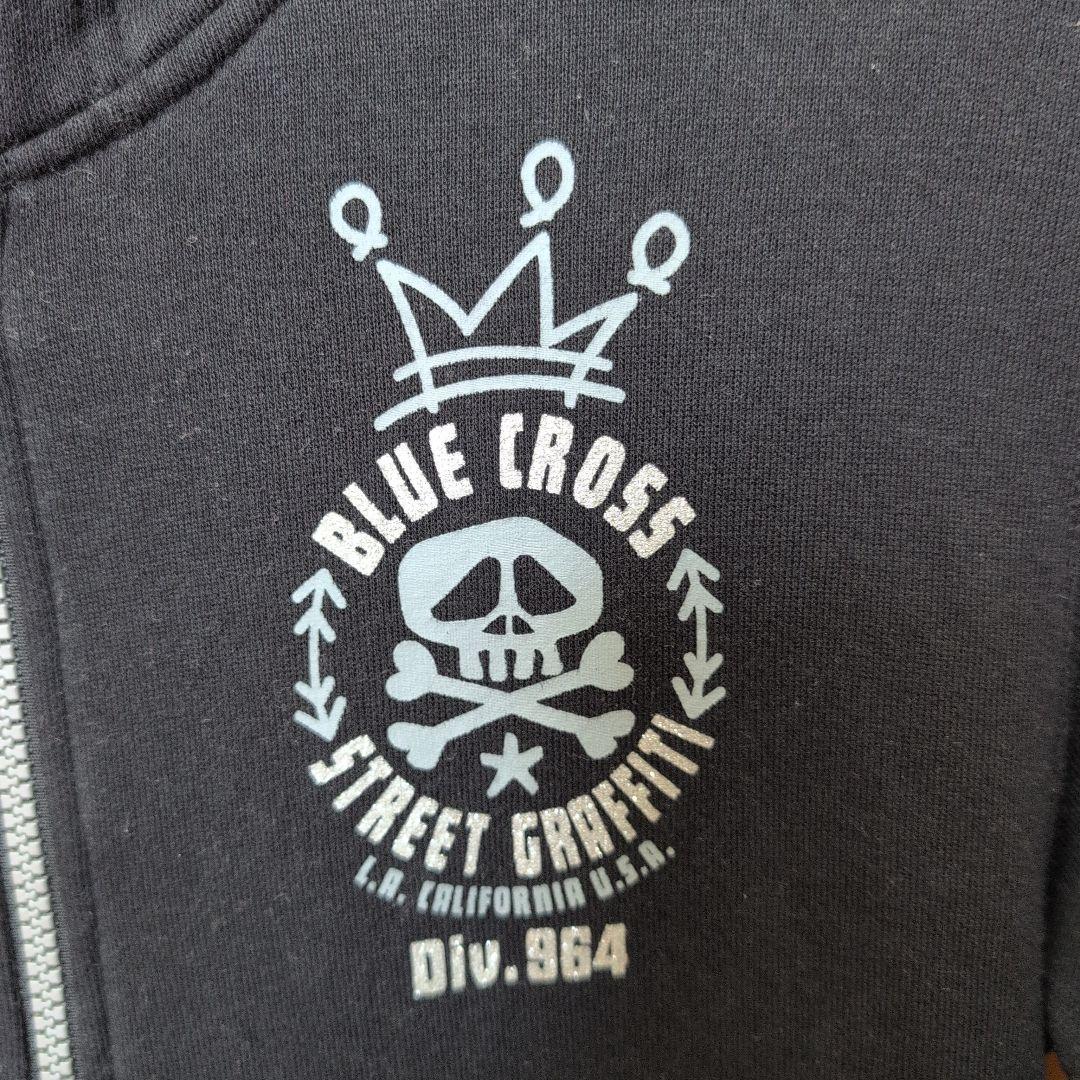 BLUE CROSS
STREET GRAFFITI
L.A. CALIFORNIA U.S.A.
Div.964